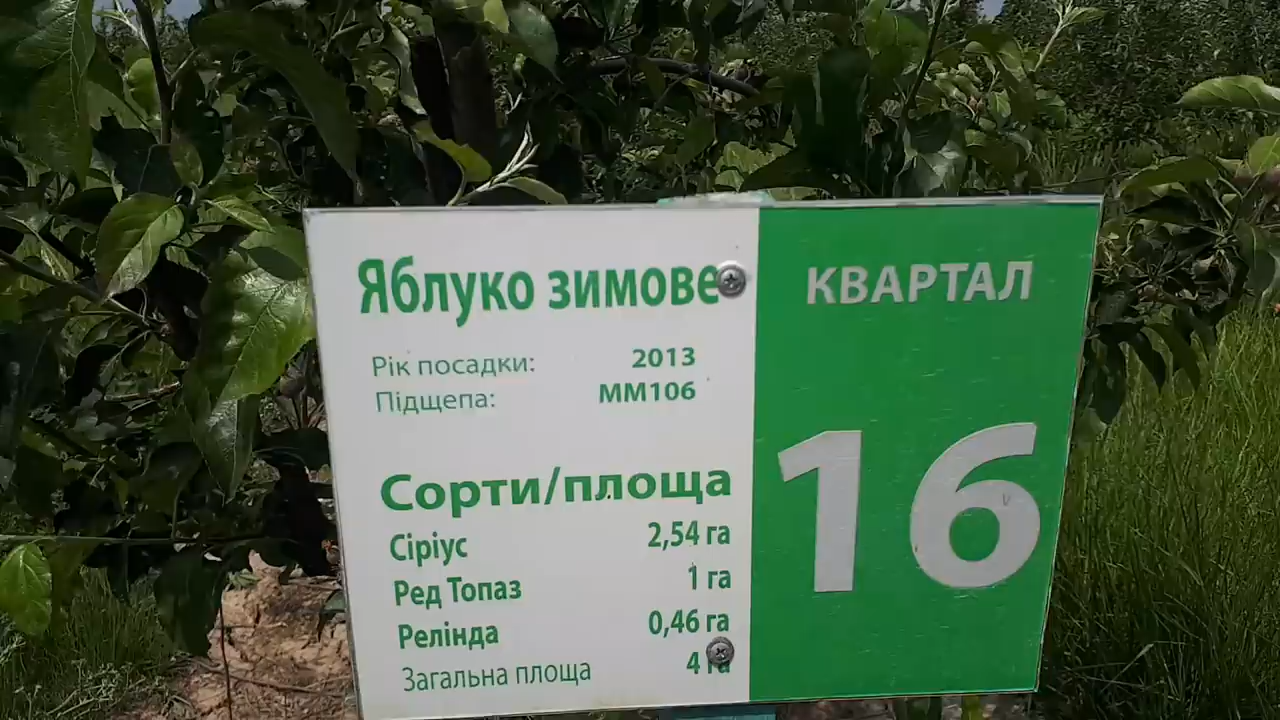 Яблуко зимове
Рік посадки: 2013
Підщепа: ММ106
Сорти/площа
Сіріус 2,54 га
Ред Топаз 1 га
Релінда 0,46 га
Загальна площа 4 га
КВАРТАЛ
16